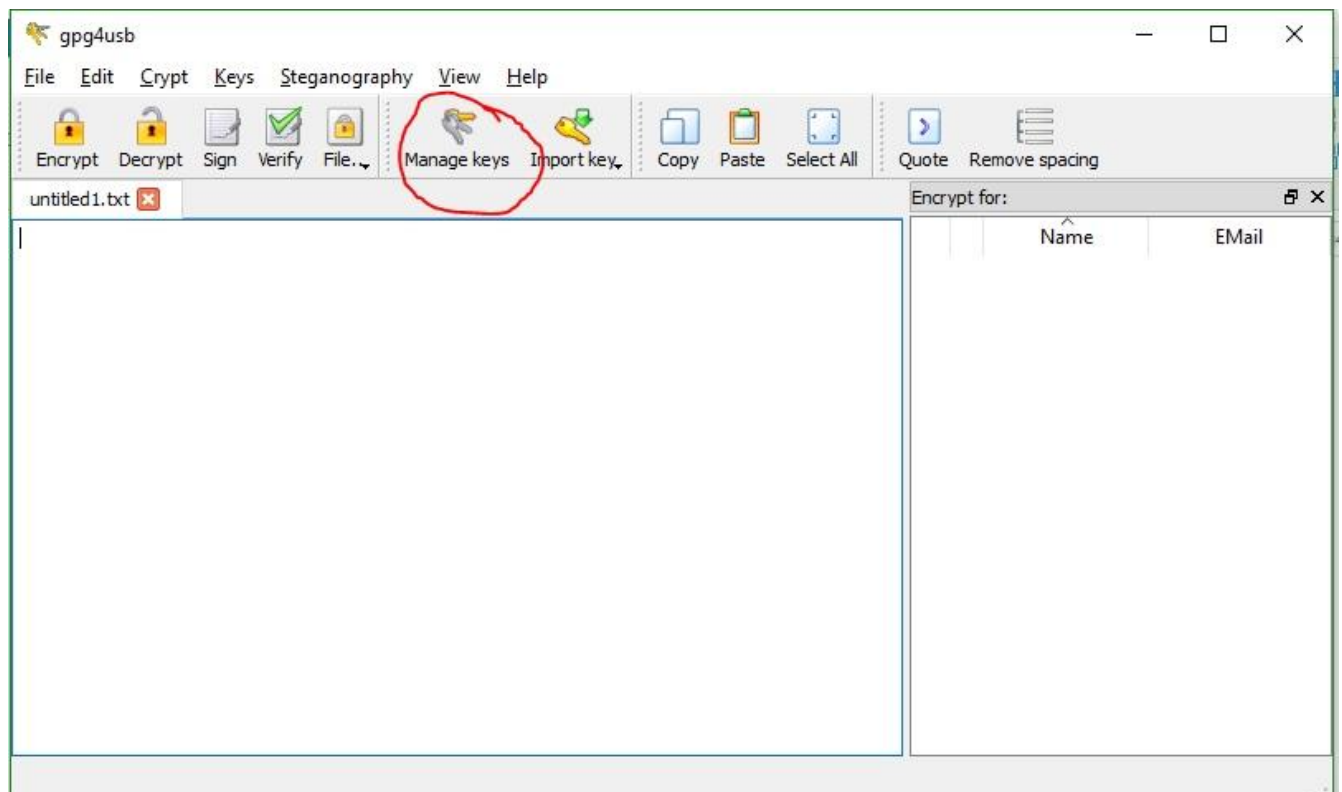 gpg4usb
File Edit Crypt Keys Steganography View Help
Encrypt Decrypt Sign Verify File.. Manage keys Import key Copy Paste Select All Quote Remove spacing
untitled1.txt Encrypt for:
Name EMail